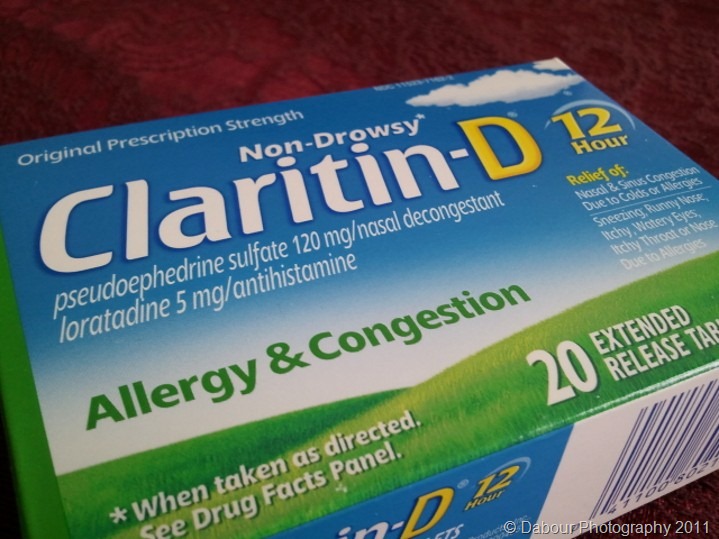 Original Prescription Strength
Non-Drowsy*
Claritin-D®
12
Hour
pseudoephedrine sulfate 120 mg/nasal decongestant
loratadine 5 mg/antihistamine
Relief of:
Nasal & Sinus Congestion
Due to Colds or Allergies
Sneezing, Runny Nose,
Itchy, Watery Eyes,
Itchy Throat or Nose
Due to Allergies
Allergy & Congestion
20 EXTENDED
RELEASE TAB
*When taken as directed.
See Drug Facts Panel.
ritin-D®
12
Hour
© Dabour Photography 2011